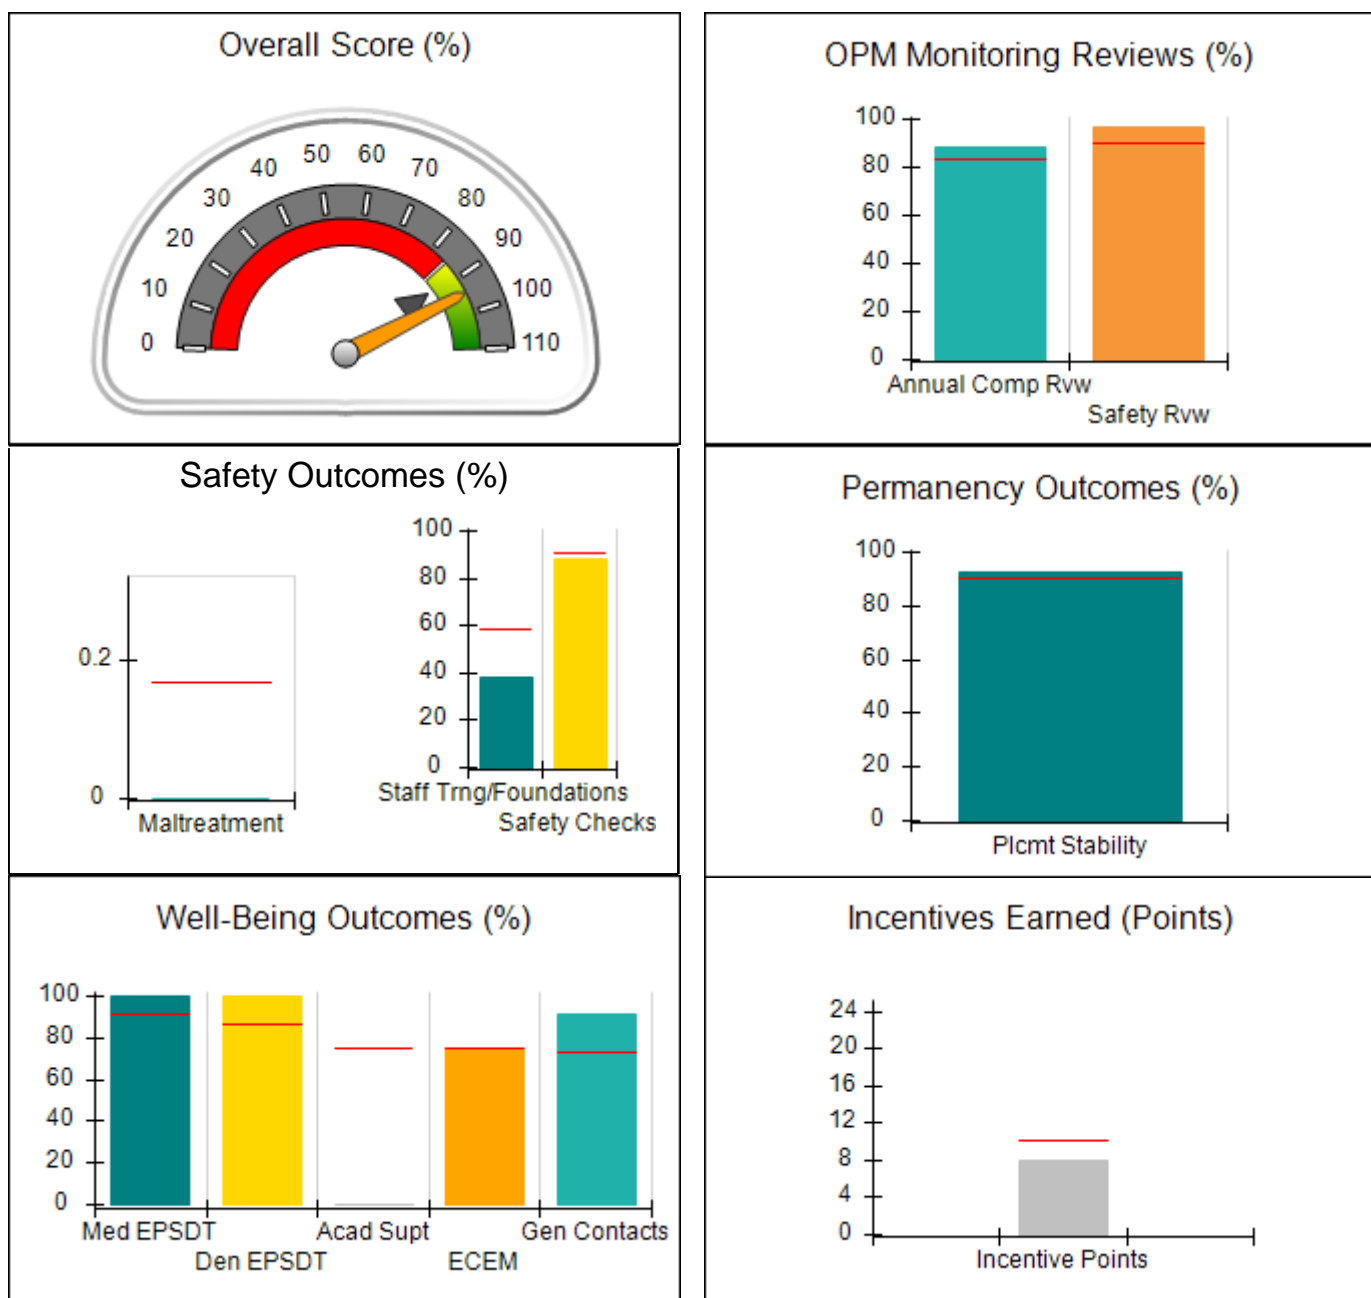 Overall Score (%)
0
10
20
30
40
50
60
70
80
90
100
110
OPM Monitoring Reviews (%)
100
80
60
40
20
0
Annual Comp Rvw
Safety Rvw
Safety Outcomes (%)
0.2
0
Maltreatment
100
80
60
40
20
0
Staff Trng/Foundations
Safety Checks
Permanency Outcomes (%)
100
80
60
40
20
0
Plcmt Stability
Well-Being Outcomes (%)
100
80
60
40
20
0
Med EPSDT
Den EPSDT
Acad Supt
ECEM
Gen Contacts
Incentives Earned (Points)
24
20
16
12
8
4
0
Incentive Points